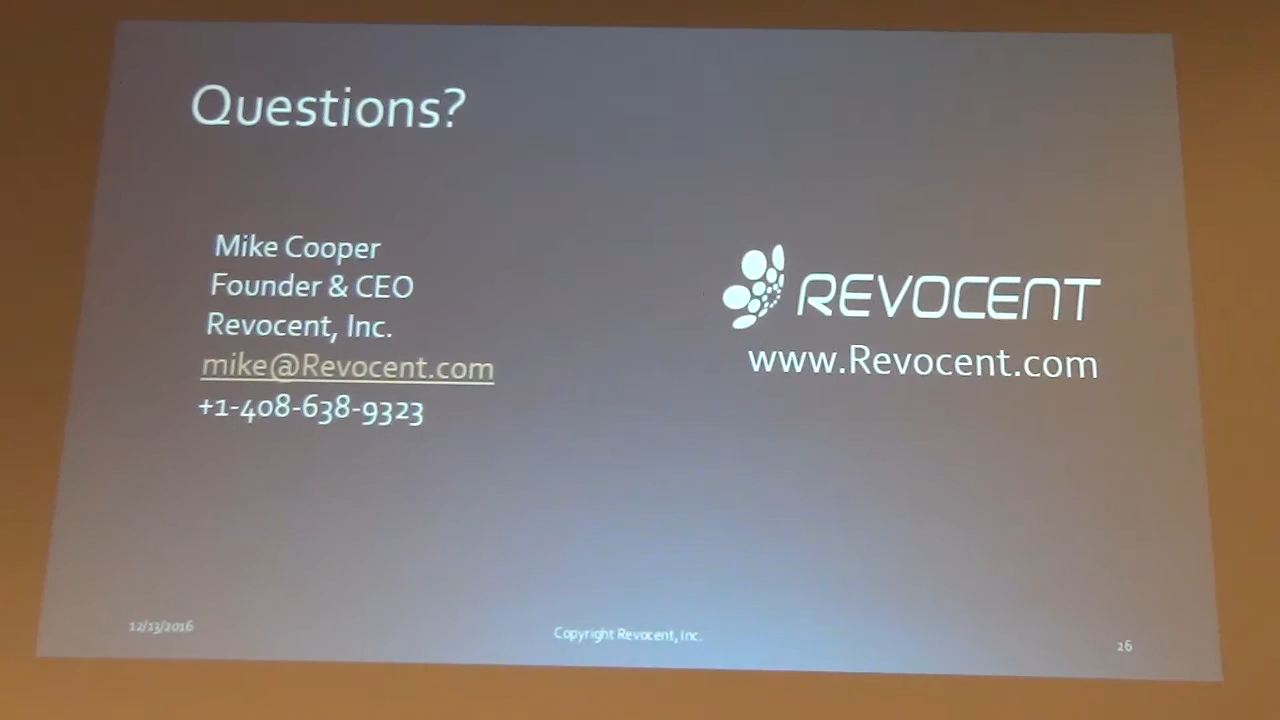 Questions?
Mike Cooper
Founder & CEO
Revocent, Inc.
mike@Revocent.com
+1-408-638-9323
REVOCENT
www.Revocent.com
12/13/2016
Copyright Revocent, Inc.
26